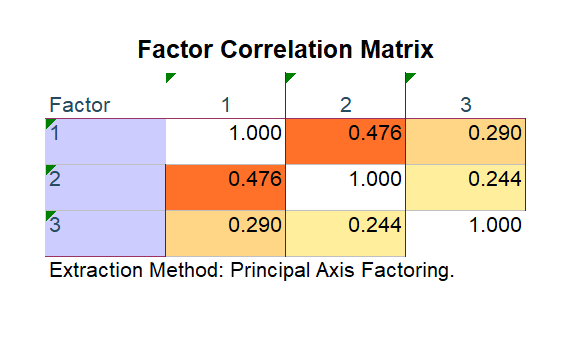 Factor Correlation Matrix
Factor 1 2 3
1 1.000 0.476 0.290
2 0.476 1.000 0.244
3 0.290 0.244 1.000
Extraction Method: Principal Axis Factoring.